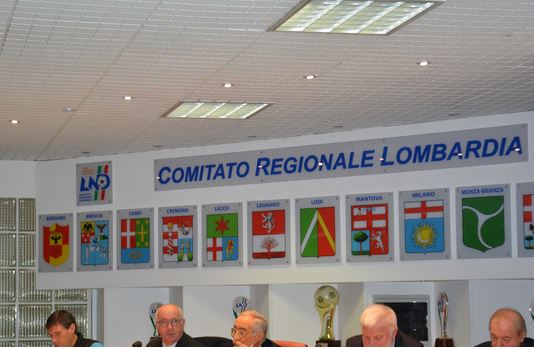 COMITATO REGIONALE LOMBARDIA
LND
BERGAMO
BRESCIA
COMO
CREMONA
LECCO
LEGNANO
LODI
MANTOVA
MILANO
MONZA-BRIANZA